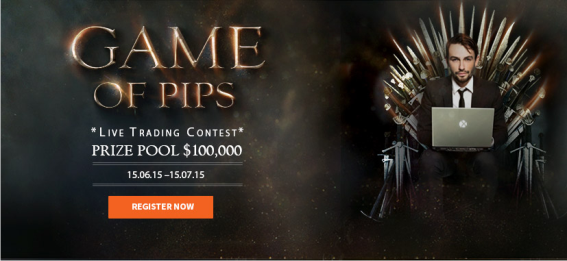 GAME
OF PIPS
*LIVE TRADING CONTEST*
PRIZE POOL $100,000
15.06.15 –15.07.15
REGISTER NOW